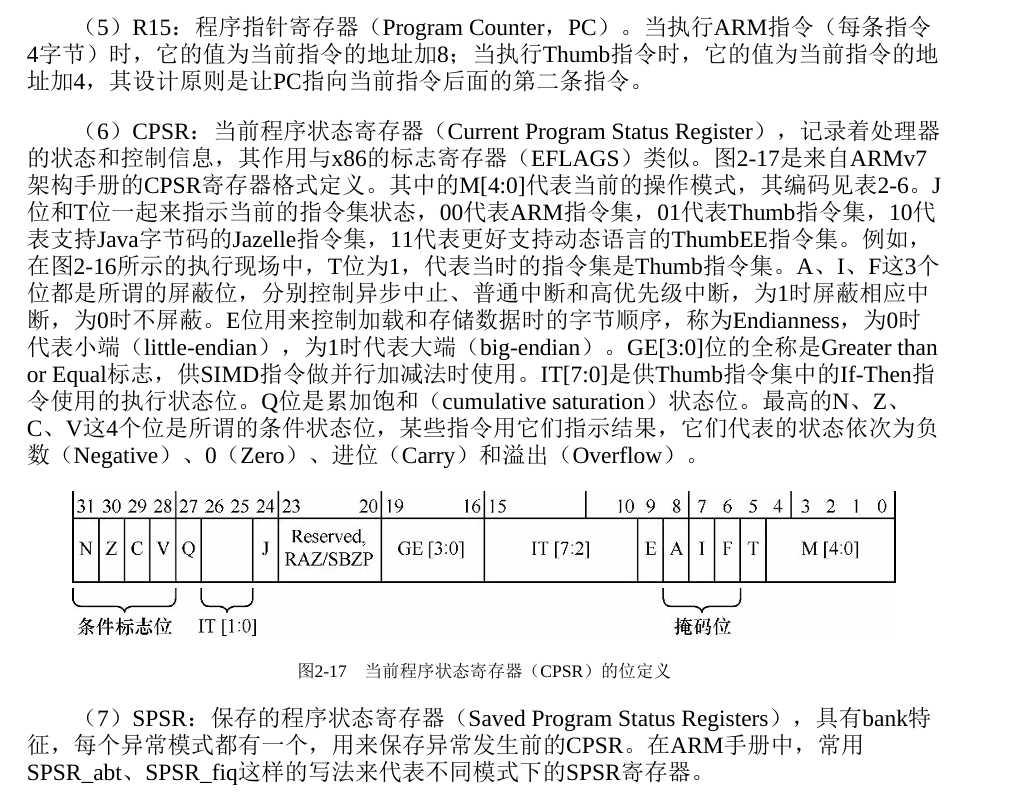 （5）R15：程序指针寄存器（Program Counter，PC）。当执行ARM指令（每条指令
4字节）时，它的值为当前指令的地址加8；当执行Thumb指令时，它的值为当前指令的地
址加4，其设计原则是让PC指向当前指令后面的第二条指令。
（6）CPSR：当前程序状态寄存器（Current Program Status Register），记录着处理器
的状态和控制信息，其作用与x86的标志寄存器（EFLAGS）类似。图2-17是来自ARMv7
架构手册的CPSR寄存器格式定义。其中的M[4:0]代表当前的操作模式，其编码见表2-6。J
位和T位一起来指示当前的指令集状态，00代表ARM指令集，01代表Thumb指令集，10代
表支持Java字节码的Jazelle指令集，11代表更好支持动态语言的ThumbEE指令集。例如，
在图2-16所示的执行现场中，T位为1，代表当时的指令集是Thumb指令集。A、I、F这3个
位都是所谓的屏蔽位，分别控制异步中止、普通中断和高优先级中断，为1时屏蔽相应中
断，为0时不屏蔽。E位用来控制加载和存储数据时的字节顺序，称为Endianness，为0时
代表小端（little-endian），为1时代表大端（big-endian）。GE[3:0]位的全称是Greater than
or Equal标志，供SIMD指令做并行加减法时使用。IT[7:0]是供Thumb指令集中的If-Then指
令使用的执行状态位。Q位是累加饱和（cumulative saturation）状态位。最高的N、Z、
C、V这4个位是所谓的条件状态位，某些指令用它们指示结果，它们代表的状态依次为负
数（Negative）、0（Zero）、进位（Carry）和溢出（Overflow）。
31 30 29 28 27 26 25 24 23 20 19 16 15 10 9 8 7 6 5 4 3 2 1 0
N Z C V Q J Reserved, RAZ/SBZP GE [3:0] IT [7:2] E A I F T M [4:0]
条件标志位 IT [1:0] 掩码位
图2-17 当前程序状态寄存器（CPSR）的位定义
（7）SPSR：保存的程序状态寄存器（Saved Program Status Registers），具有bank特
征，每个异常模式都有一个，用来保存异常发生前的CPSR。在ARM手册中，常用
SPSR_abt、SPSR_fiq这样的写法来代表不同模式下的SPSR寄存器。